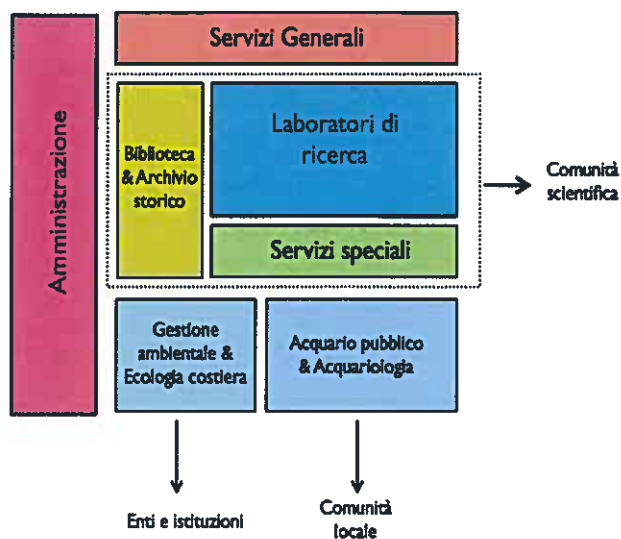 Amministrazione
Servizi Generali
Biblioteca
& Archivio
storico
Laboratori di
ricerca
Servizi speciali
Comunità
scientifica
Gestione
ambientale &
Ecologia costiera
Acquario pubblico
& Acquariologia
Enti e istituzioni
Comunità
locale